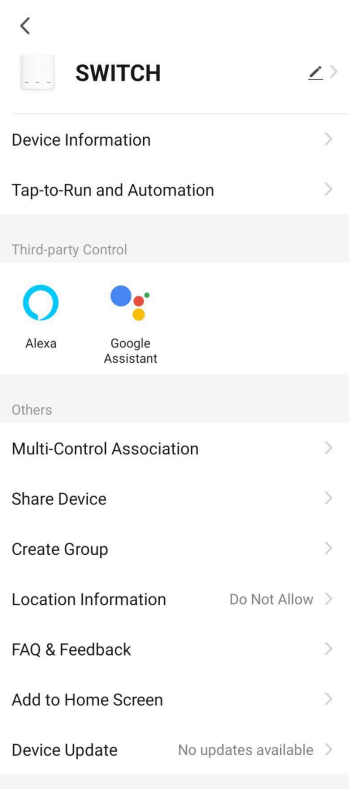 SWITCH
Device Information
Tap-to-Run and Automation
Third-party Control
Alexa
Google
Assistant
Others
Multi-Control Association
Share Device
Create Group
Location Information Do Not Allow
FAQ & Feedback
Add to Home Screen
Device Update No updates available